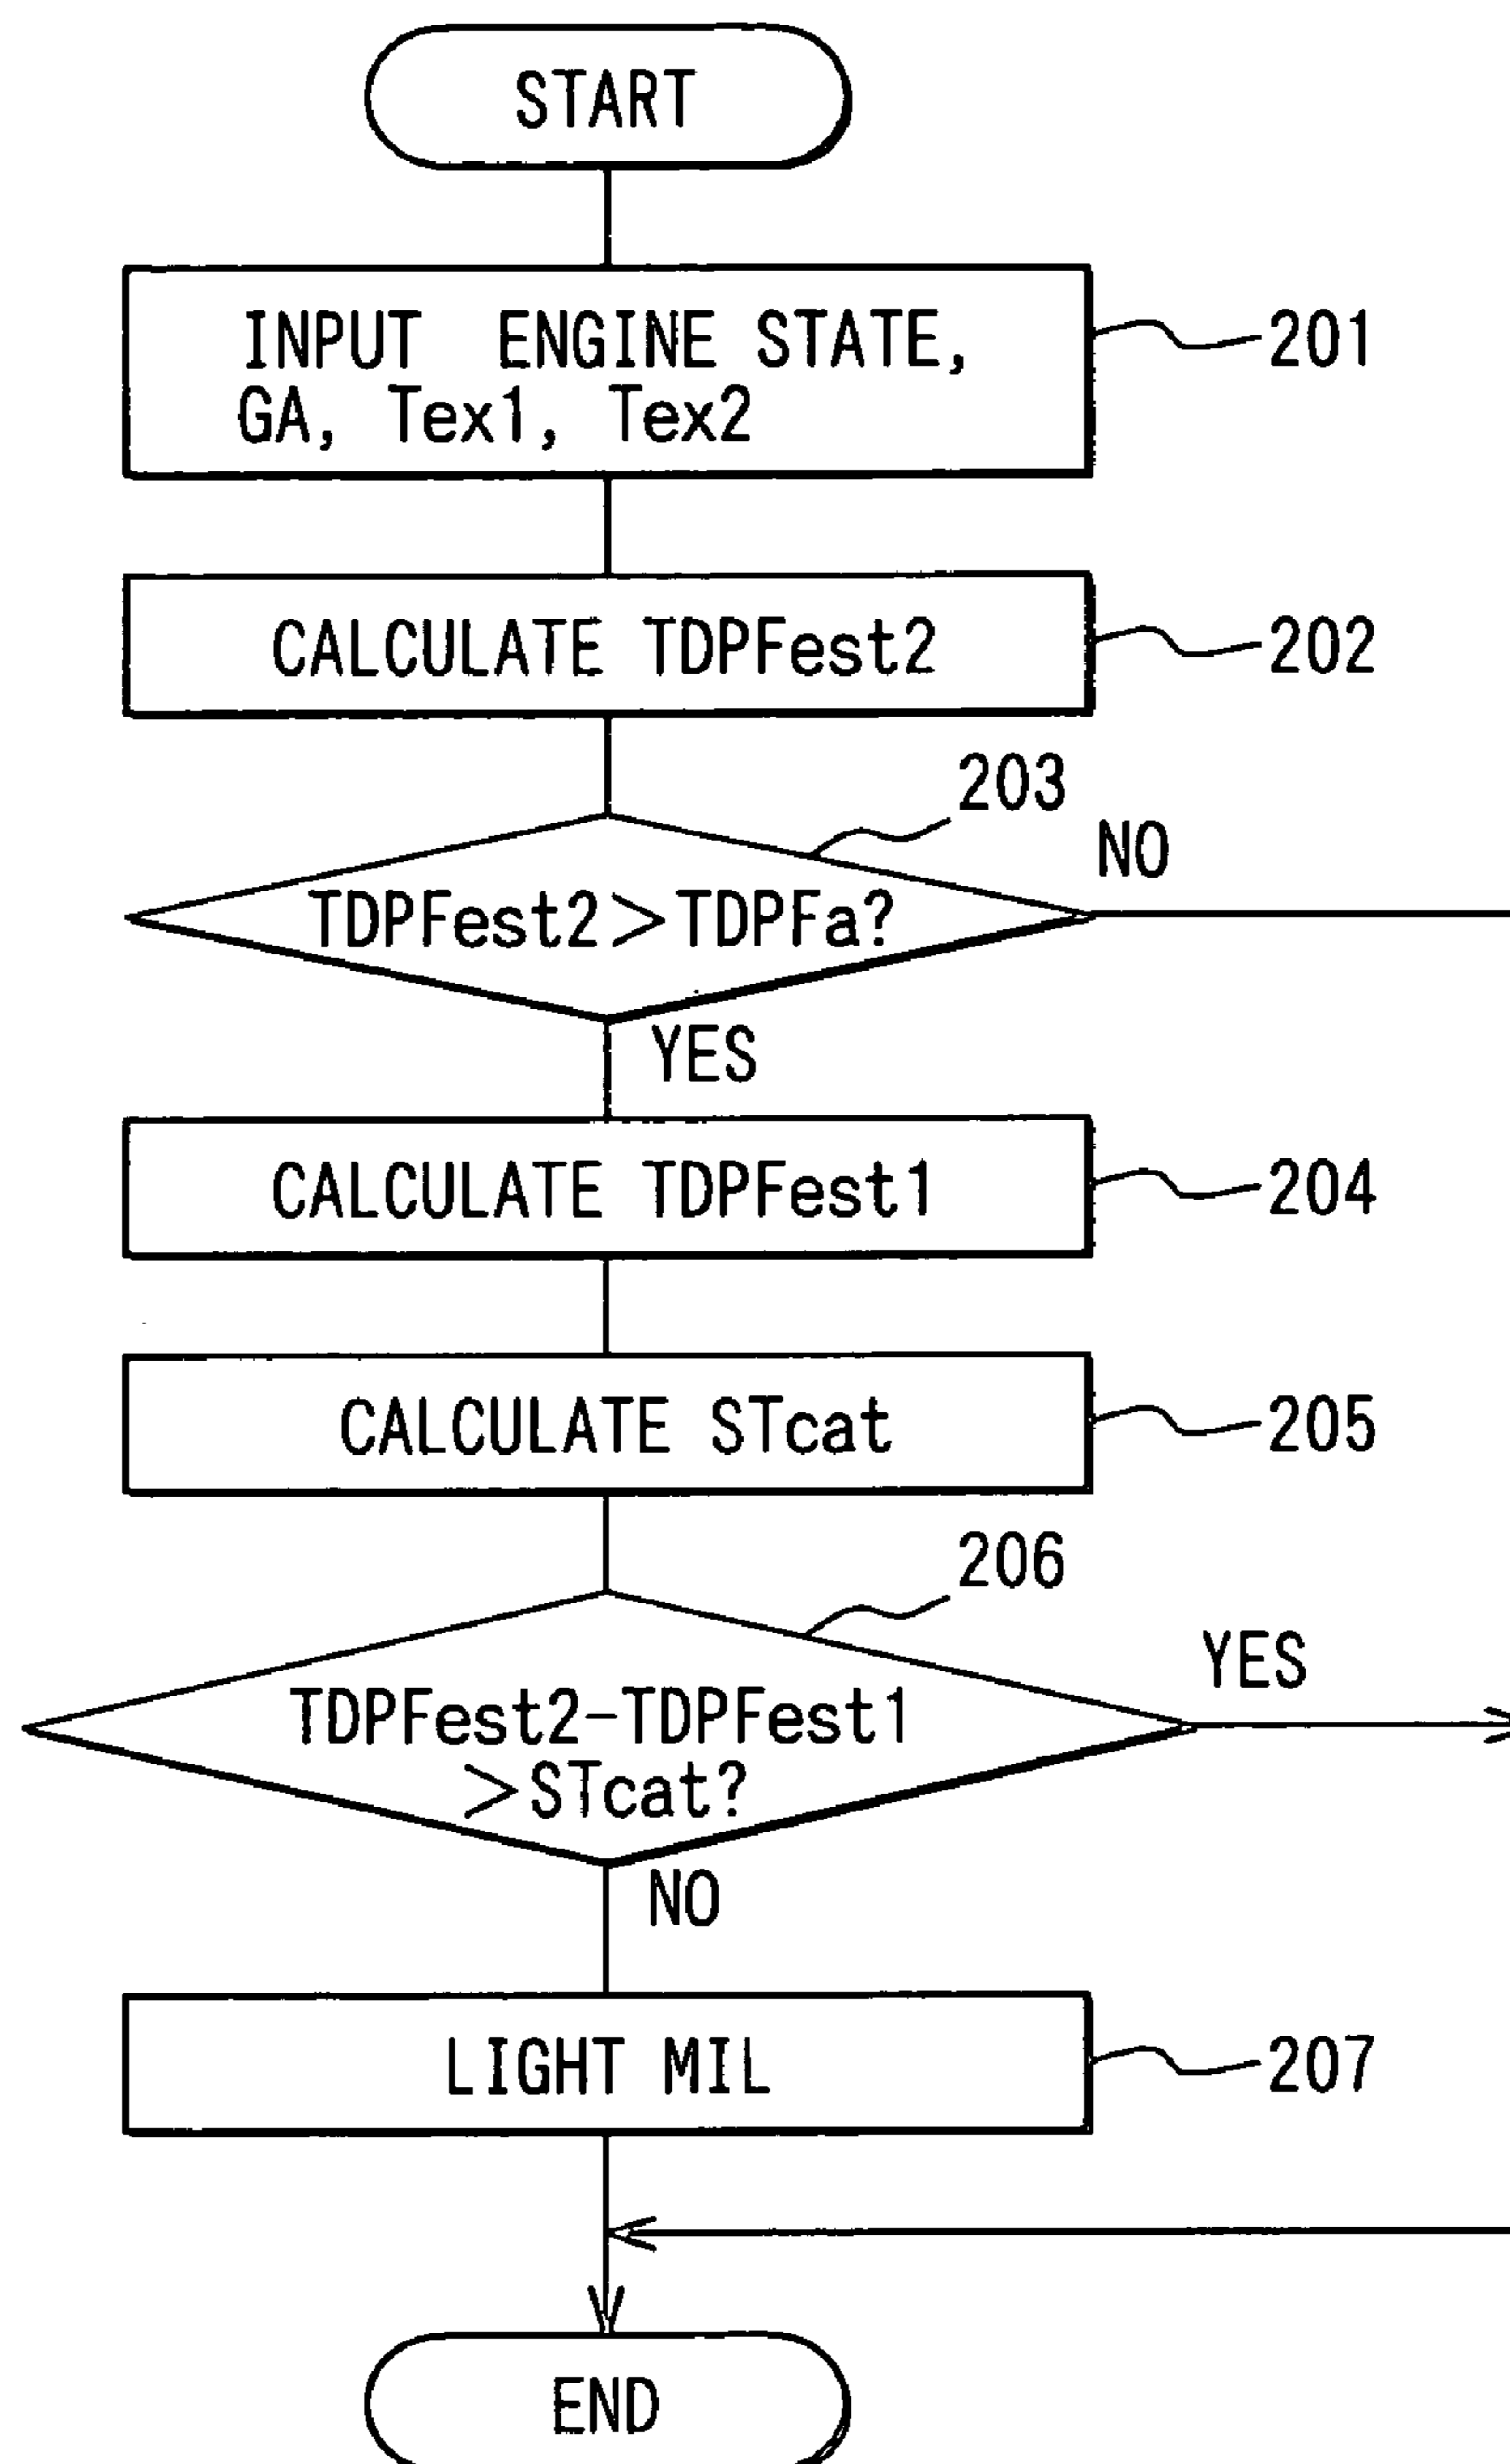 START
INPUT ENGINE STATE,
GA, Tex1, Tex2
201
CALCULATE TDPFest2
202
203
TDPFest2>TDPFa?
NO
YES
CALCULATE TDPFest1
204
CALCULATE STcat
205
206
TDPFest2-TDPFest1
>STcat?
YES
NO
LIGHT MIL
207
END